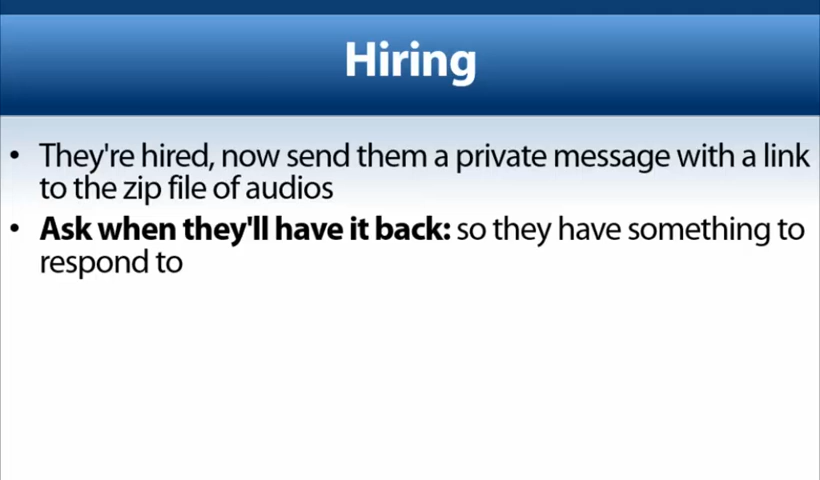 Hiring
• They're hired, now send them a private message with a link
to the zip file of audios
• Ask when they'll have it back: so they have something to
respond to